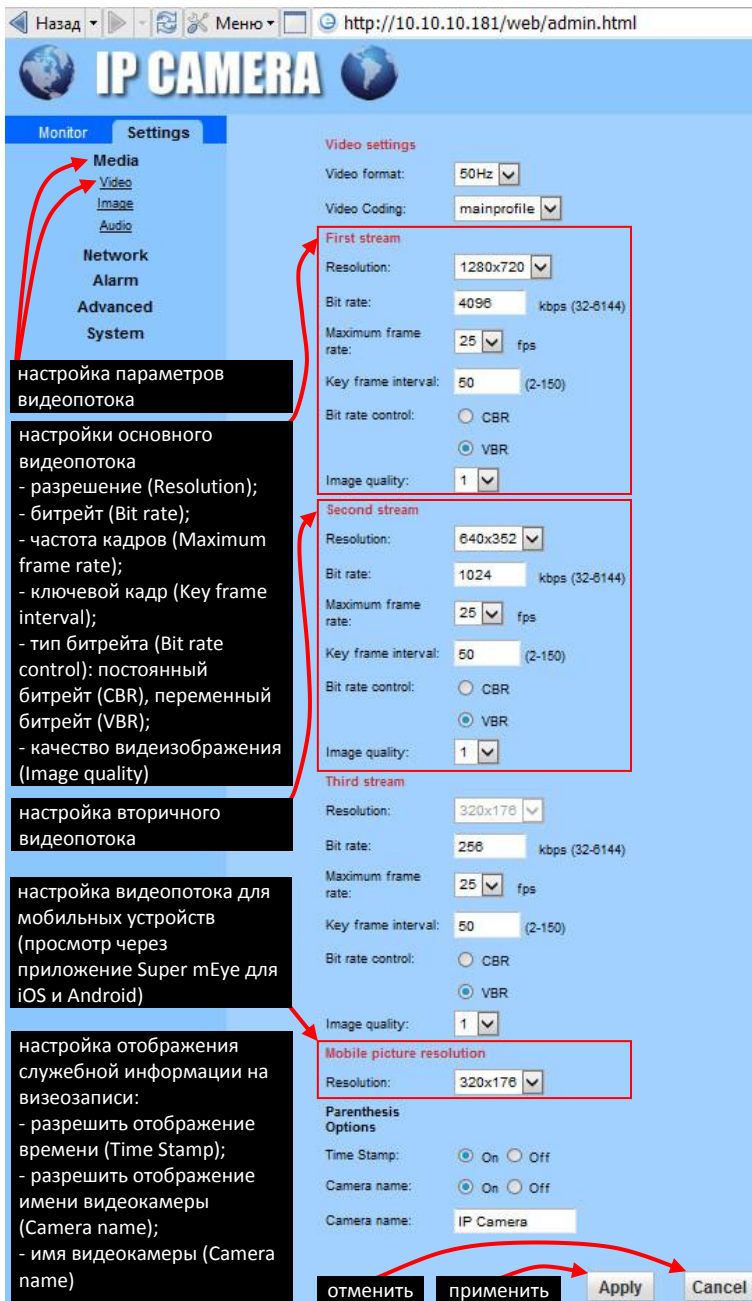 Назад Меню http://10.10.10.181/web/admin.html
IP CAMERA
Monitor Settings
Media
Video
Image
Audio
Network
Alarm
Advanced
System
настройка параметров
видеопотока
настройки основного
видеопотока
- разрешение (Resolution);
- битрейт (Bit rate);
- частота кадров (Maximum
frame rate);
- ключевой кадр (Key frame
interval);
- тип битрейта (Bit rate
control): постоянный
битрейт (CBR), переменный
битрейт (VBR);
- качество видеизображения
(Image quality)
настройка вторичного
видеопотока
настройка видеопотока для
мобильных устройств
(просмотр через
приложение Super mEye для
iOS и Android)
настройка отображения
служебной информации на
визеозаписи:
- разрешить отображение
времени (Time Stamp);
- разрешить отображение
имени видеокамеры
(Camera name);
- имя видеокамеры (Camera
name)
Video settings
Video format: 50Hz
Video Coding: mainprofile
First stream
Resolution: 1280x720
Bit rate: 4096 kbps (32-6144)
Maximum frame
rate: 25 fps
Key frame interval: 50 (2-150)
Bit rate control: CBR
VBR
Image quality: 1
Second stream
Resolution: 640x352
Bit rate: 1024 kbps (32-6144)
Maximum frame
rate: 25 fps
Key frame interval: 50 (2-150)
Bit rate control: CBR
VBR
Image quality: 1
Third stream
Resolution: 320x176
Bit rate: 256 kbps (32-6144)
Maximum frame
rate: 25 fps
Key frame interval: 50 (2-150)
Bit rate control: CBR
VBR
Image quality: 1
Mobile picture resolution
Resolution: 320x176
Parenthesis
Options
Time Stamp: On Off
Camera name: On Off
Camera name: IP Camera
отменить применить Apply Cancel